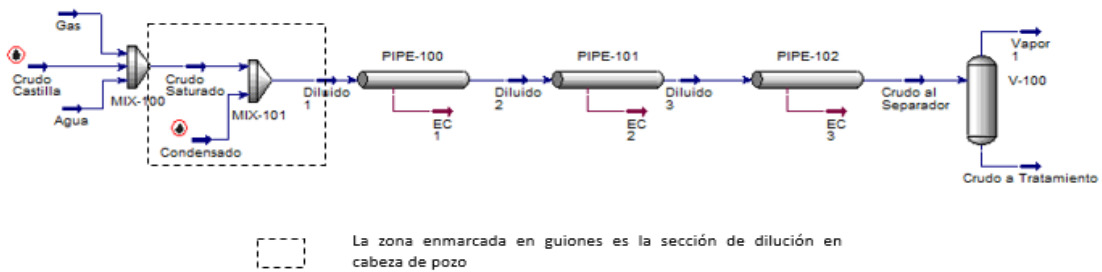 Gas
Crudo
Castilla
Agua
MIX-100
Crudo
Saturado
MIX-101
Condensado
Diluido
1
PIPE-100
EC
1
Diluido
2
PIPE-101
EC
2
Diluido
3
PIPE-102
EC
3
Crudo al
Separador
Vapor
1
V-100
Crudo a Tratamiento
La zona enmarcada en guiones es la sección de dilución en
cabeza de pozo